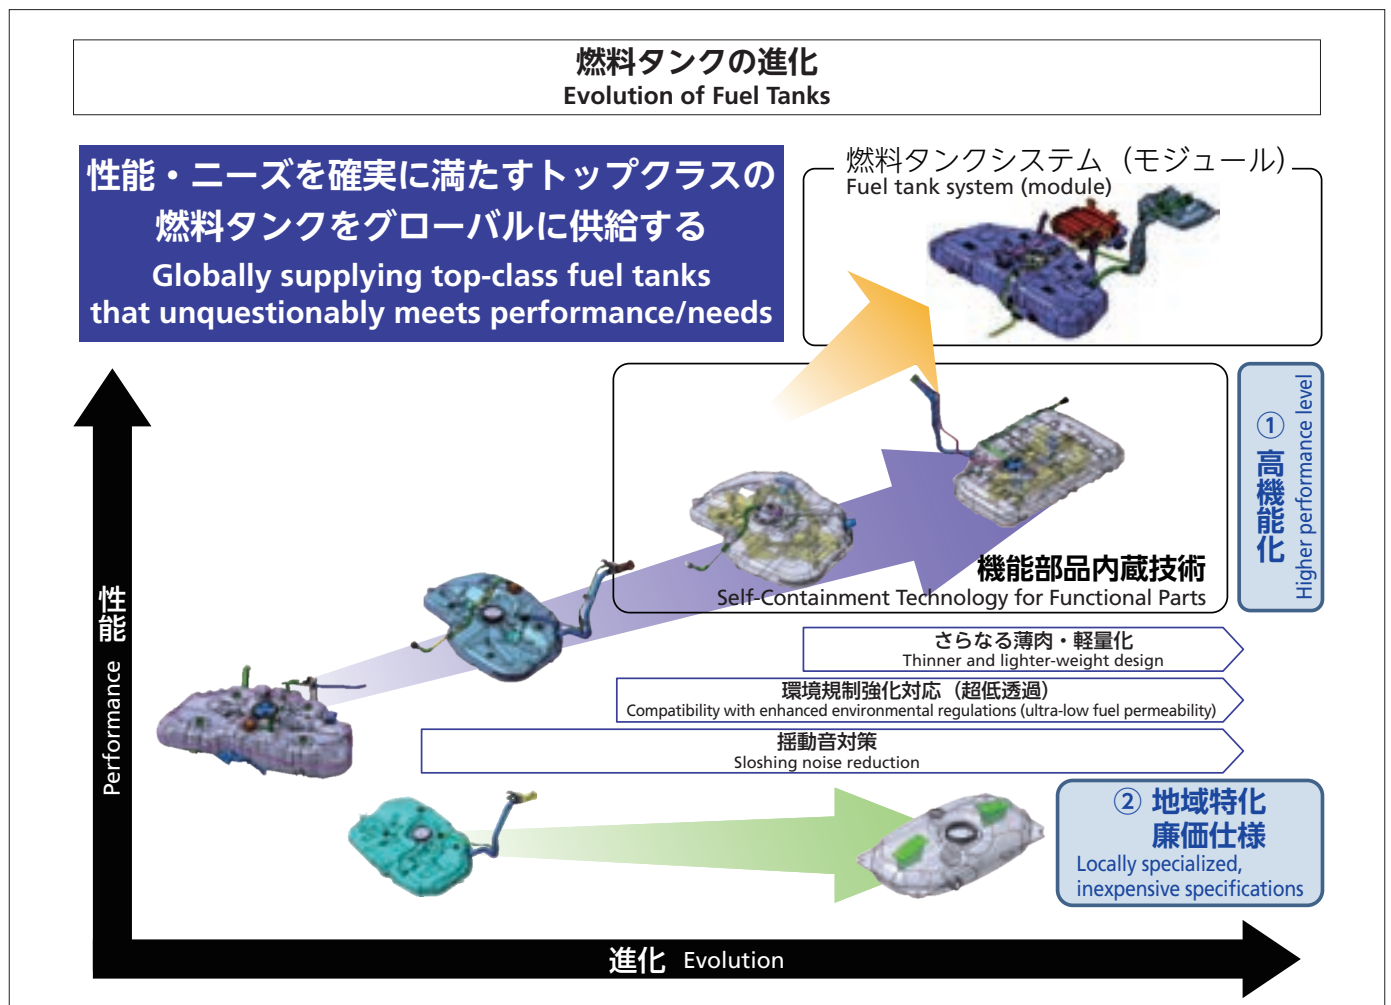 燃料タンクの進化
Evolution of Fuel Tanks
性能・ニーズを確実に満たすトップクラスの
燃料タンクをグローバルに供給する
Globally supplying top-class fuel tanks
that unquestionably meets performance/needs
燃料タンクシステム（モジュール）
Fuel tank system (module)
① 高機能化
Higher performance level
機能部品内蔵技術
Self-Containment Technology for Functional Parts
さらなる薄肉・軽量化
Thinner and lighter-weight design
環境規制強化対応（超低透過）
Compatibility with enhanced environmental regulations (ultra-low fuel permeability)
揺動音対策
Sloshing noise reduction
② 地域特化
廉価仕様
Locally specialized,
inexpensive specifications
性能 Performance
進化 Evolution